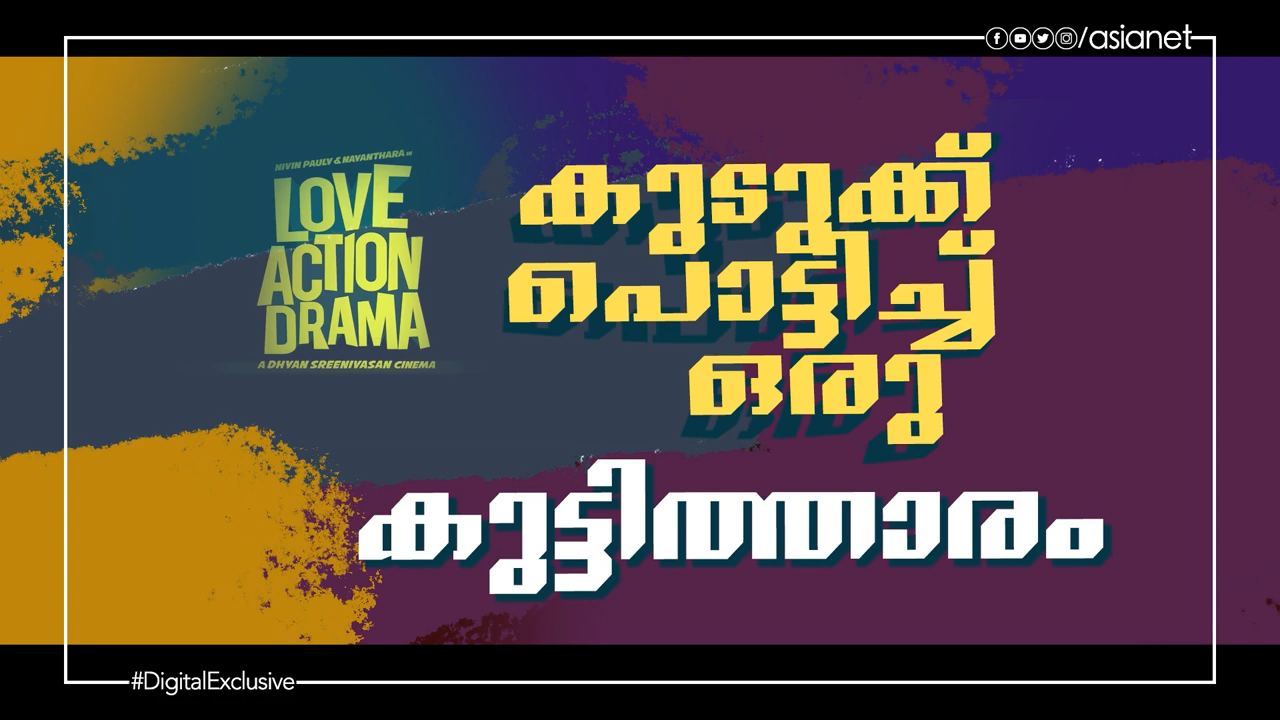 /asianet
NIVIN PAULY & NAYANTHARA IN
LOVE
ACTION
DRAMA
A DHYAN SREENIVASAN CINEMA
കുടുക്ക്
പൊട്ടിച്ച്
ഒരു
കുട്ടിത്താരം
#DigitalExclusive